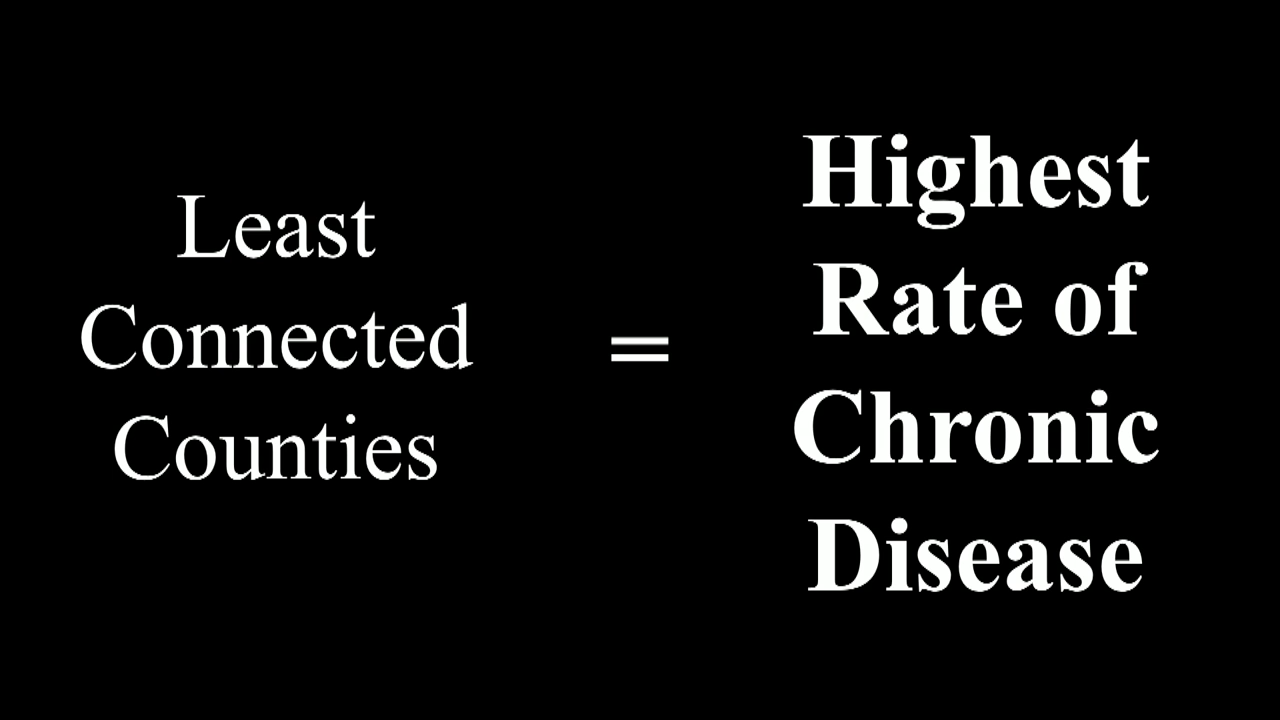 Least
Connected
Counties
=
Highest
Rate of
Chronic
Disease